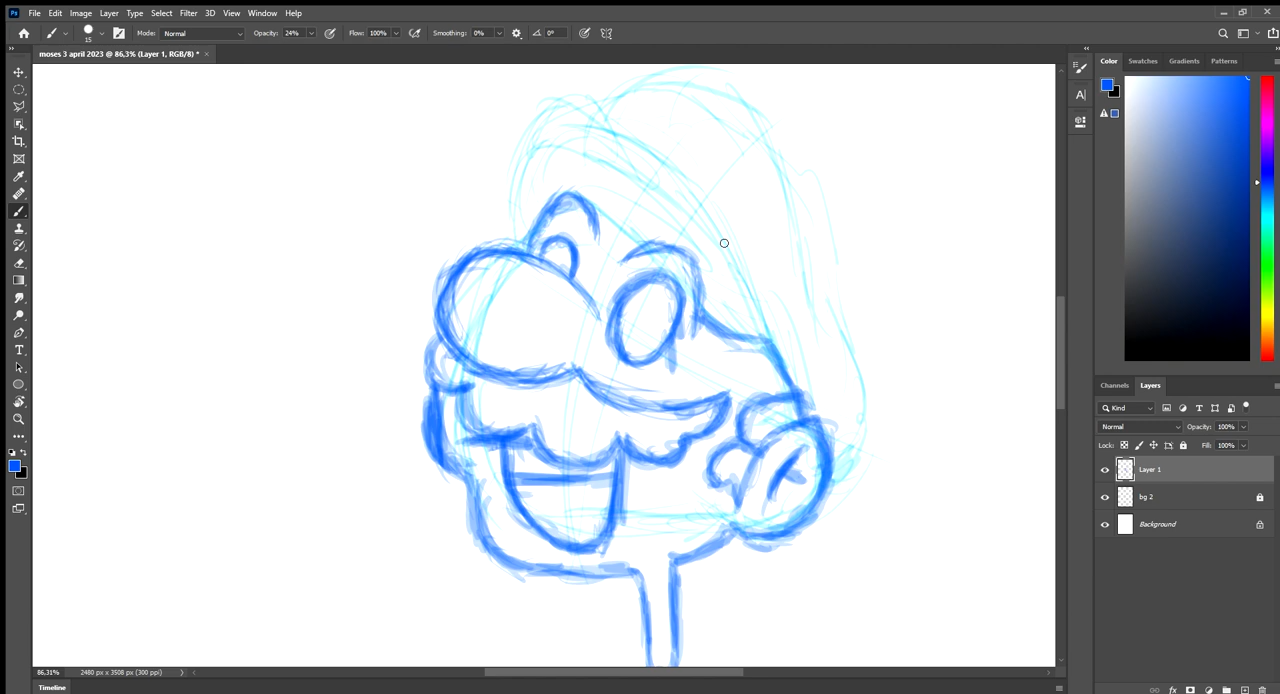 Ps File Edit Image Layer Type Select Filter 3D View Window Help
15 Mode: Normal Opacity: 24% Flow: 100% Smoothing: 0% 0°
moses 3 april 2023 @ 86,3% (Layer 1, RGB/8) *
Color Swatches Gradients Patterns
Channels Layers
Kind
Normal Opacity: 100%
Lock: Fill: 100%
Layer 1
bg 2
Background
86,31% 2480 px x 3508 px (300 ppi)
Timeline
fx